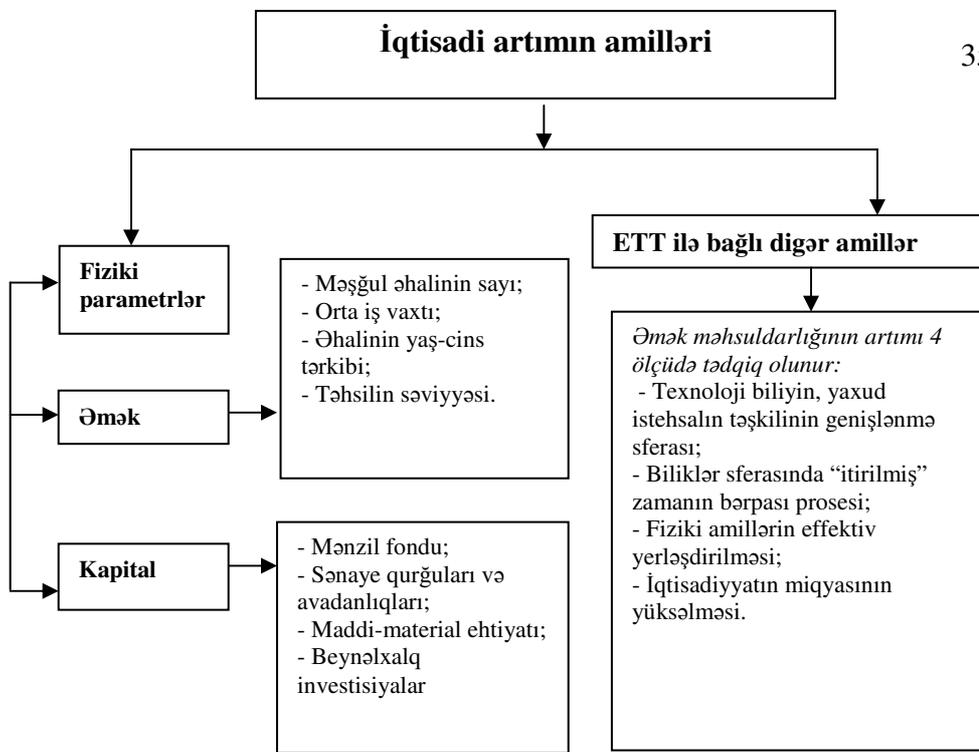 İqtisadi artımın amilləri
3.
Fiziki
parametrlər
- Məşğul əhalinin sayı;
- Orta iş vaxtı;
- Əhalinin yaş-cins
tərkibi;
- Təhsilin səviyyəsi.
Əmək
Kapital
- Mənzil fondu;
- Sənaye qurğuları və
avadanlıqları;
- Maddi-material ehtiyatı;
- Beynəlxalq
investisiyalar
ETT ilə bağlı digər amillər
Əmək məhsuldarlığının artımı 4
ölçüdə tədqiq olunur:
- Texnoloji biliyin, yaxud
istehsalın təşkilinin genişlənmə
sferası;
- Biliklər sferasında “itirilmiş”
zamanın bərpası prosesi;
- Fiziki amillərin effektiv
yerləşdirilməsi;
- İqtisadiyyatın miqyasının
yüksəlməsi.